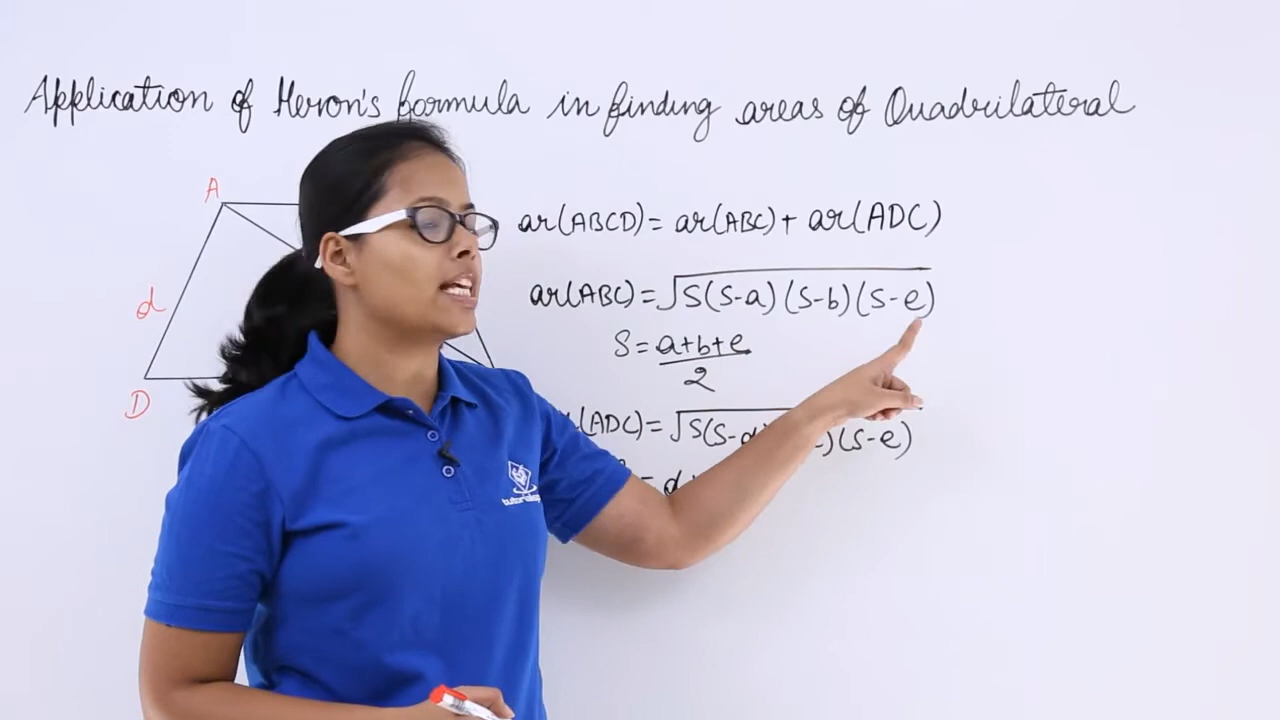 Application of Heron's formula in finding areas of Quadrilateral
A
d
D
ar(ABCD) = ar(ABC) + ar(ADC)
ar(ABC) = √S(S-a)(S-b)(S-e)
S = a+b+e
2
(ADC) = √S(S-d) )(S-e)
= d